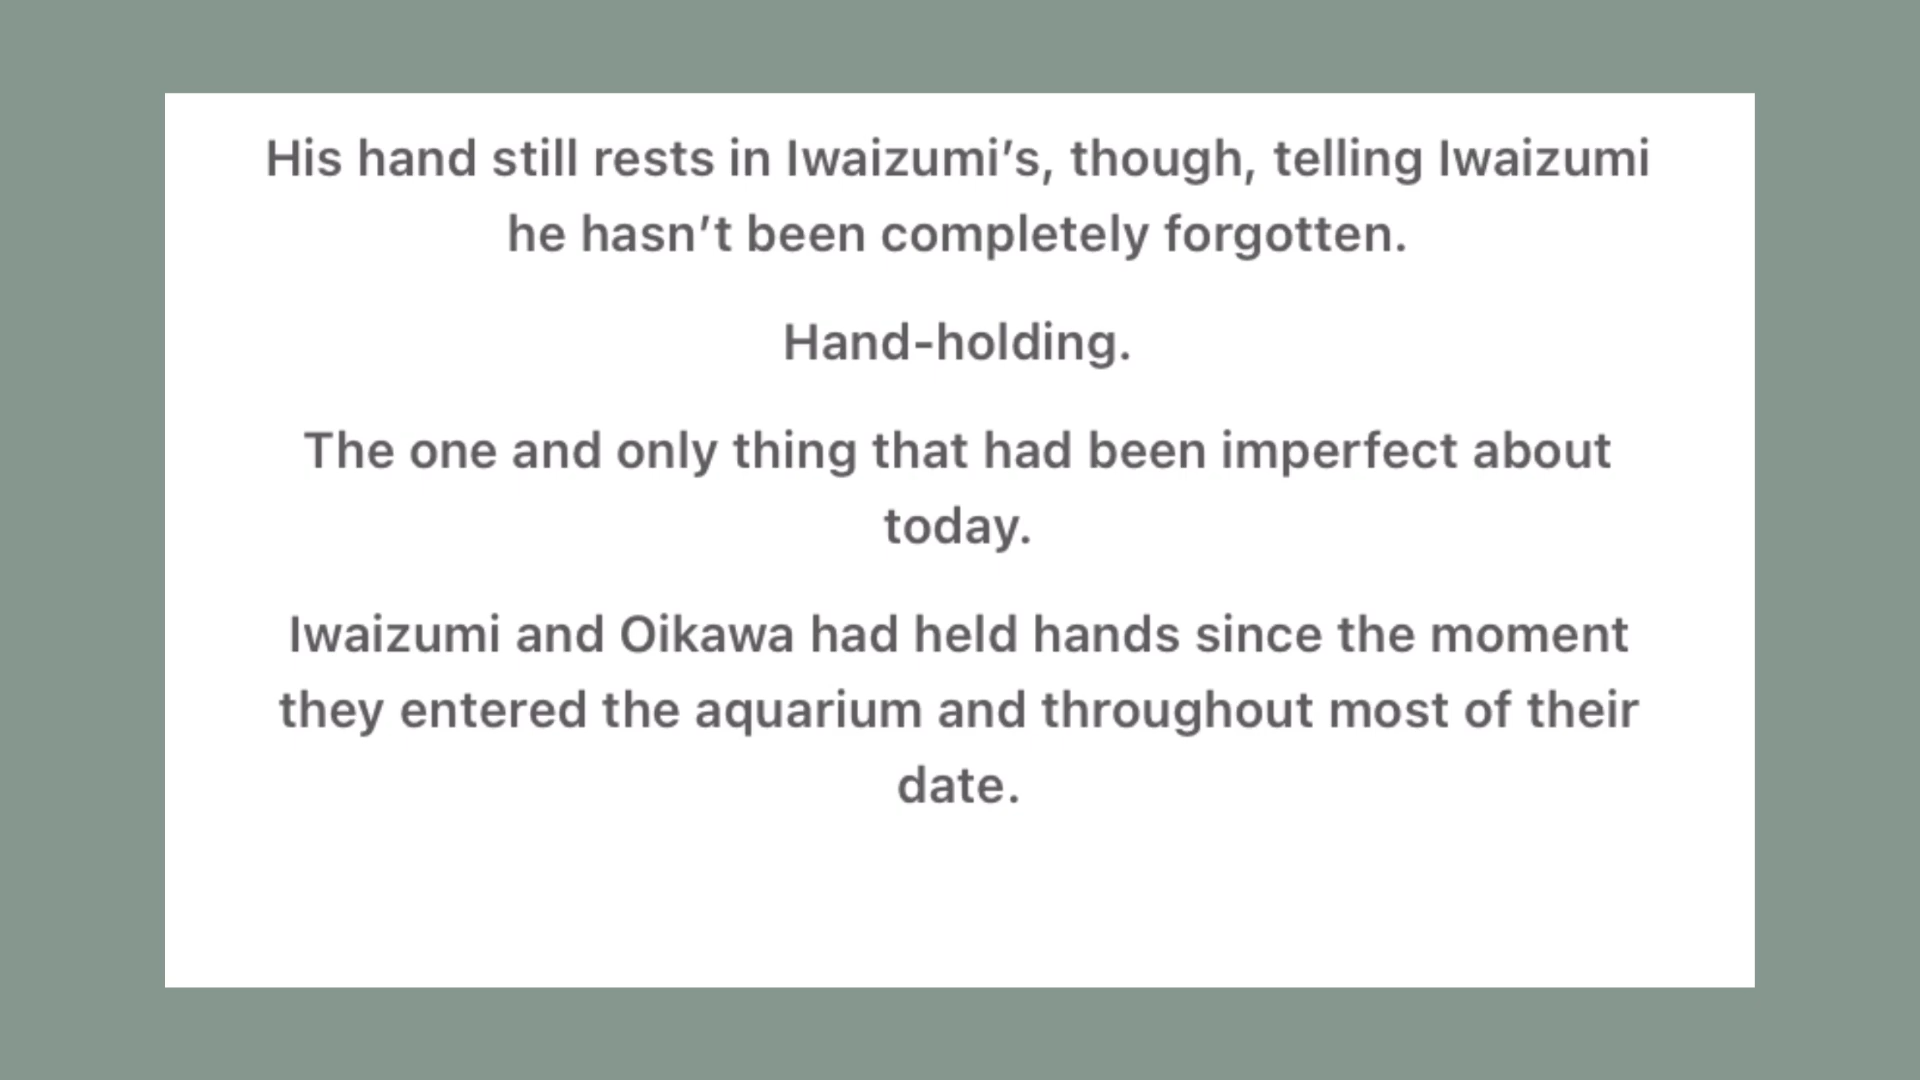 His hand still rests in Iwaizumi’s, though, telling Iwaizumi
he hasn’t been completely forgotten.
Hand-holding.
The one and only thing that had been imperfect about
today.
Iwaizumi and Oikawa had held hands since the moment
they entered the aquarium and throughout most of their
date.